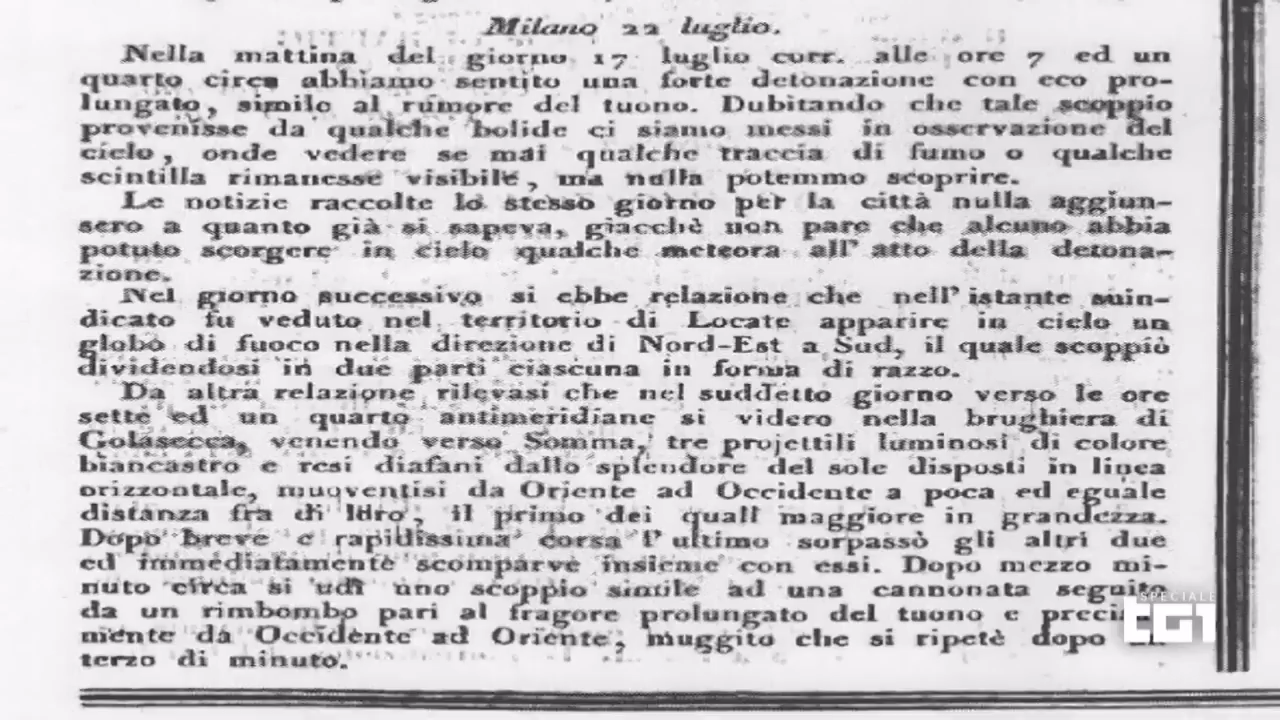 Milano 22 luglio.
Nella mattina del giorno 17 luglio corr. alle ore 7 ed un
quarto circa abbiamo sentito una forte detonazione con eco pro-
lungato, simile al rumore del tuono. Dubitando che tale scoppio
provenisse da qualche bolide ci siamo messi in osservazione del
cielo, onde vedere se mai qualche traccia di fumo o qualche
scintilla rimanesse visibile, ma nulla potemmo scoprire.
Le notizie raccolte lo stesso giorno per la città nulla aggiun-
sero a quanto già si sapeva, giacchè non pare che alcuno abbia
potuto scorgere in cielo qualche meteora all' atto della detona-
zione.
Nel giorno successivo si ebbe relazione che nell' istante suin-
dicato fu veduto nel territorio di Locate apparire in cielo un
globo di fuoco nella direzione di Nord-Est a Sud, il quale scoppiò
dividendosi in due parti ciascuna in forma di razzo.
Da altra relazione rilevasi che nel suddetto giorno verso le ore
sette ed un quarto antimeridiane si videro nella brughiera di
Golasecca, venendo verso Somma, tre projettili luminosi di colore
biancastro e resi diafani dallo splendore del sole disposti in linea
orizzontale, muoventisi da Oriente ad Occidente a poca ed eguale
distanza fra di loro, il primo dei quali maggiore in grandezza.
Dopo breve e rapidissima corsa l' ultimo sorpassò gli altri due
ed immediatamente scomparve insieme con essi. Dopo mezzo mi-
nuto circa si udì uno scoppio simile ad una cannonata seguito
da un rimbombo pari al fragore prolungato del tuono e
mente da Occidente ad Oriente, muggito che si ripetè dopo
terzo di minuto.
SPECIALE
TG1